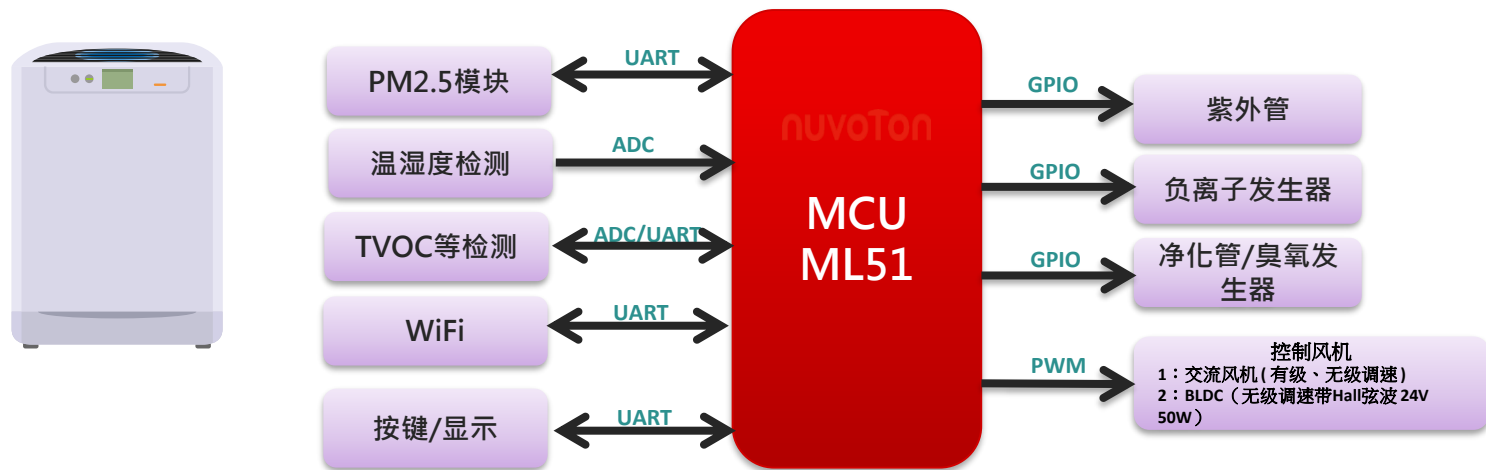 PM2.5模块
UART
温湿度检测
ADC
TVOC等检测
ADC/UART
WiFi
UART
按键/显示
UART
nuvoTon
MCU
ML51
GPIO
紫外管
GPIO
负离子发生器
GPIO
净化管/臭氧发
生器
PWM
控制风机
1：交流风机 ( 有级、无级调速 )
2：BLDC（无级调速带Hall弦波 24V
50W）